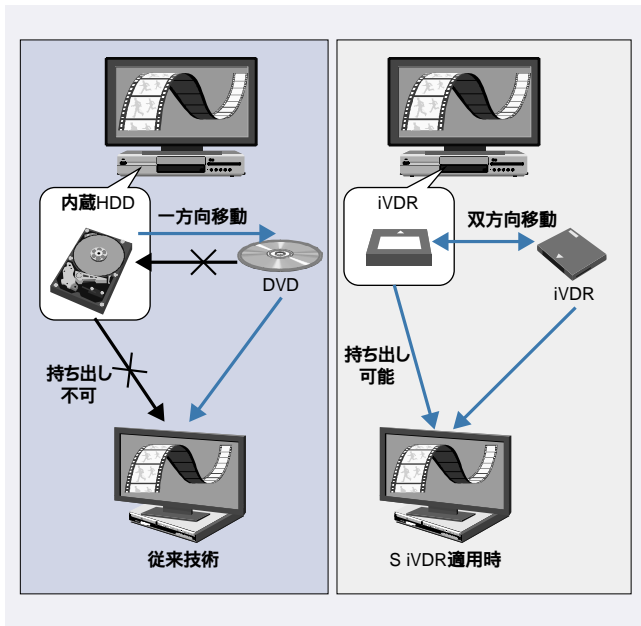 内蔵HDD
一方向移動
DVD
持ち出し
不可
従来技術
iVDR
双方向移動
iVDR
持ち出し
可能
S iVDR適用時